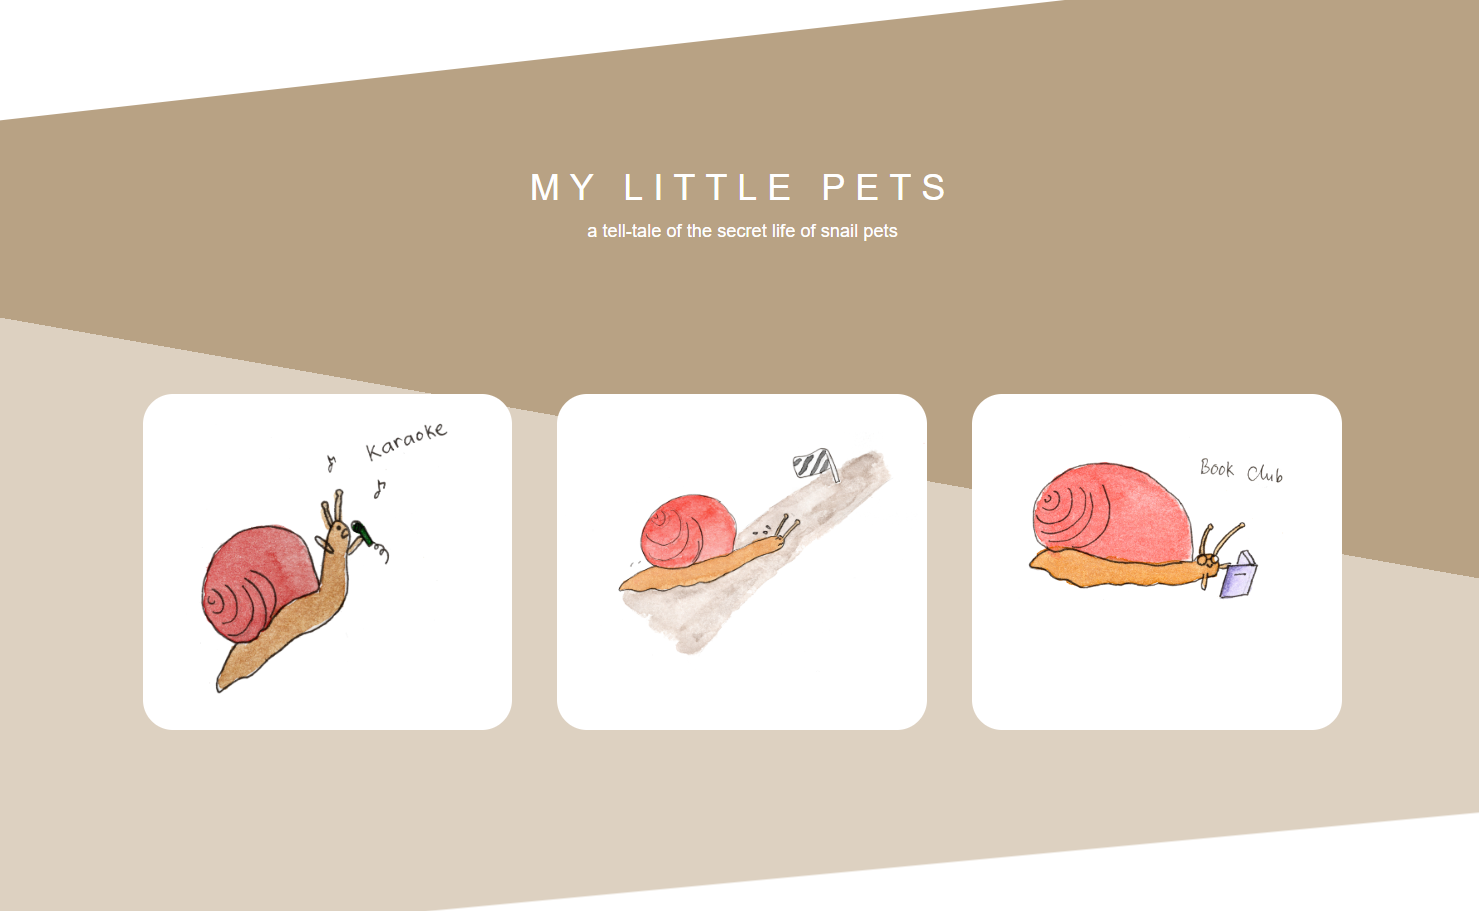 MY LITTLE PETS
a tell-tale of the secret life of snail pets
Karaoke
Book Club